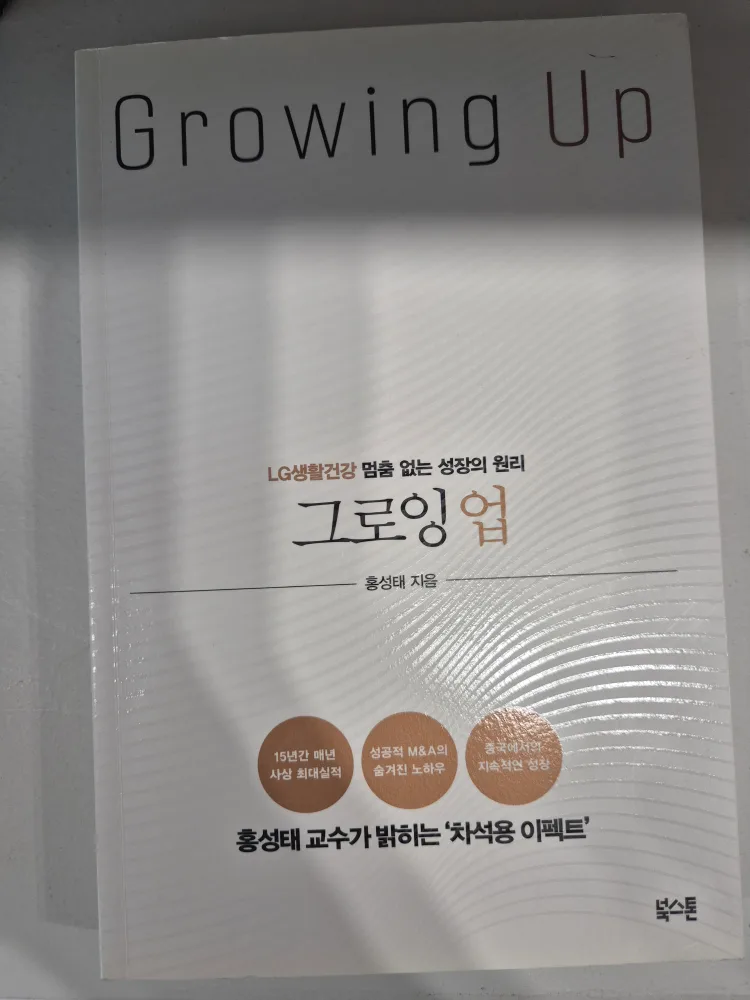 Growing Up
LG생활건강 멈춤 없는 성장의 원리
그로잉 업
홍성태 지음
15년간 매년
사상 최대실적
성공적 M&A의
숨겨진 노하우
중국에서의
지속적인 성장
홍성태 교수가 밝히는 ‘차석용 이펙트’
북스톤